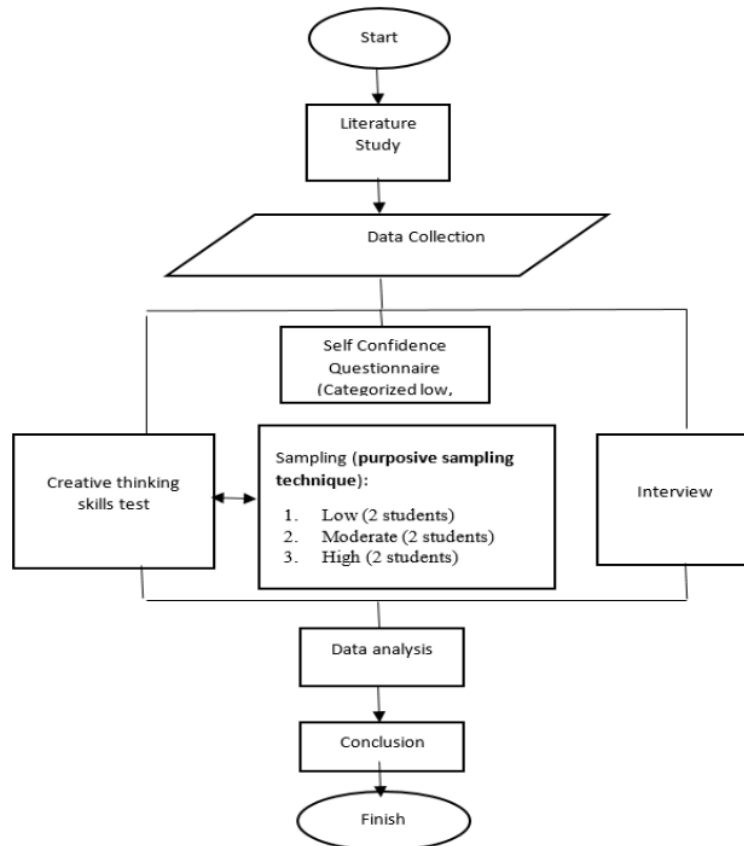 Start
Literature
Study
Data Collection
Self Confidence
Questionnaire
(Categorized low,
Creative thinking
skills test
Sampling (purposive sampling
technique):
1. Low (2 students)
2. Moderate (2 students)
3. High (2 students)
Interview
Data analysis
Conclusion
Finish